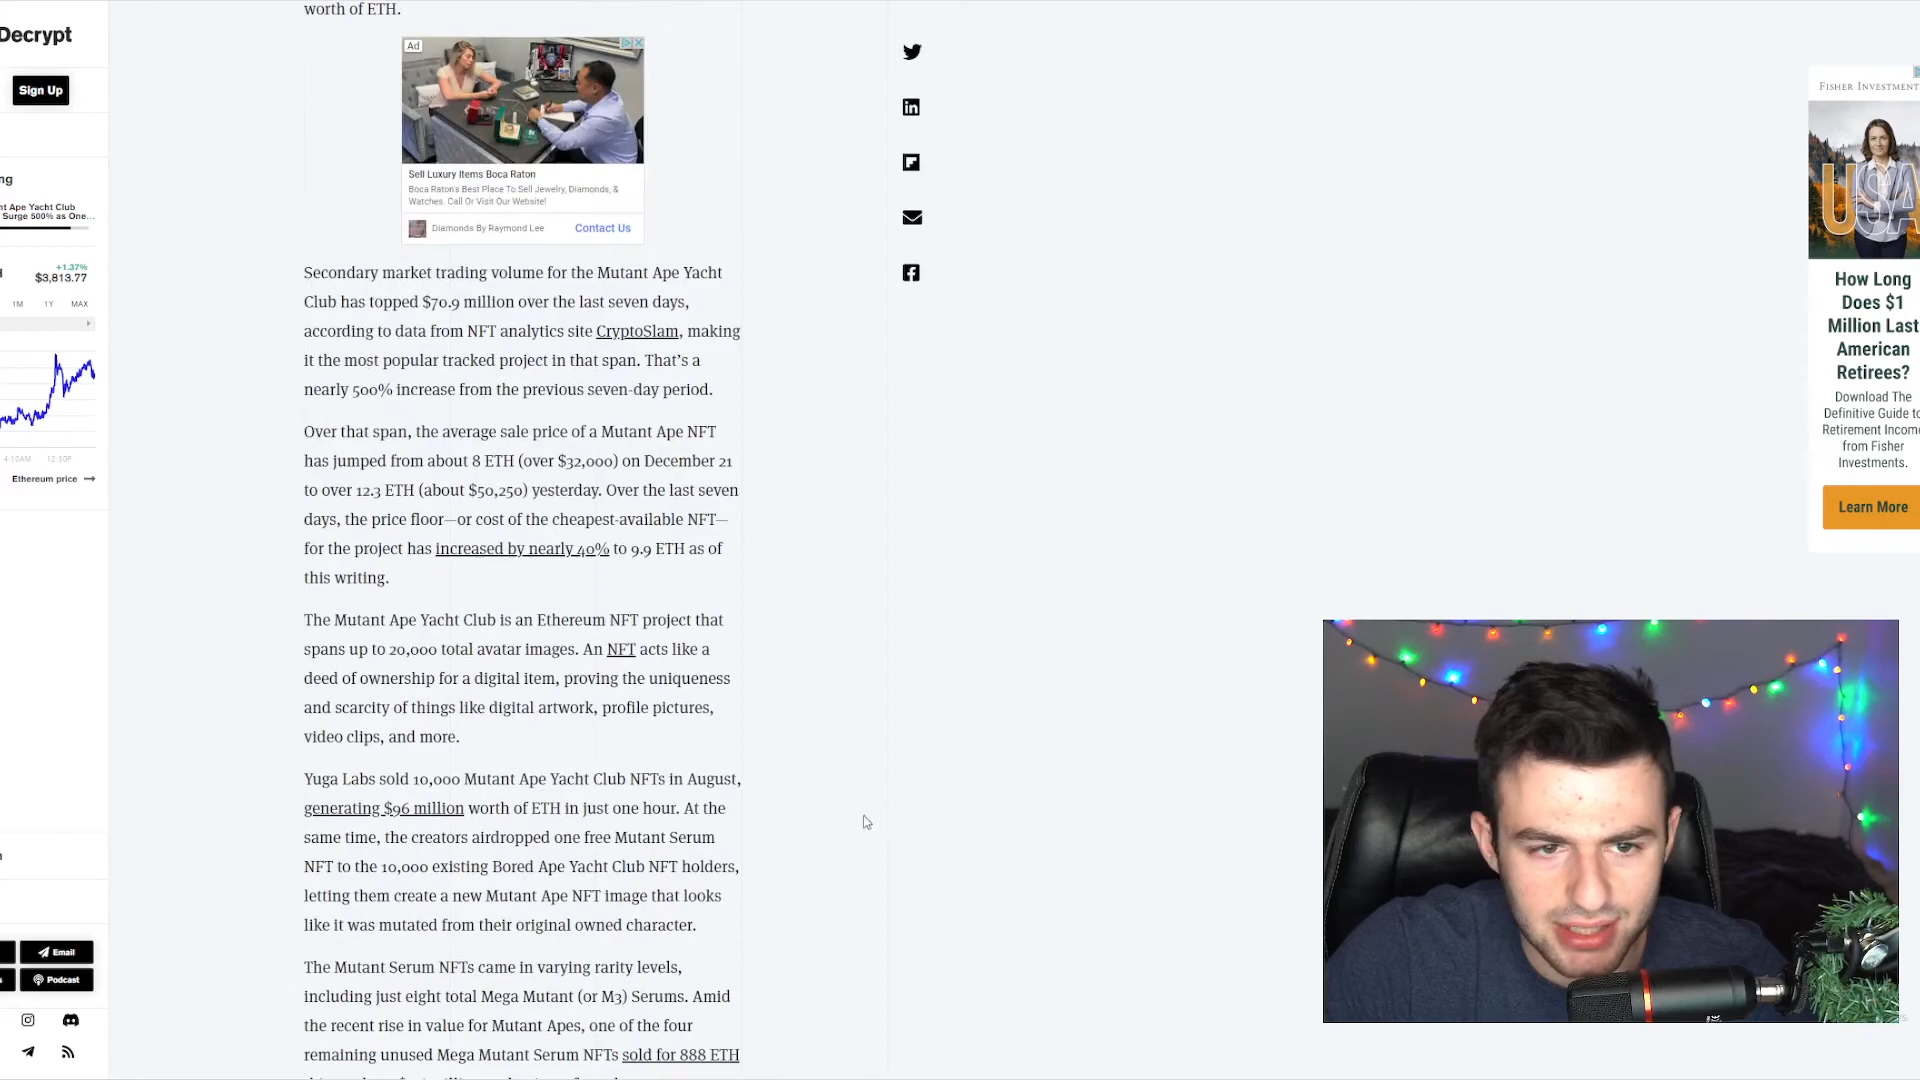 worth of ETH.
Decrypt
Sign Up
ng
nt Ape Yacht Club
Surge 500% as One...
+1.37%
$3,813.77
1M 1Y MAX
4:10AM 12:30P
Ethereum price
Email
Podcast
Ad
Sell Luxury Items Boca Raton
Boca Raton's Best Place To Sell Jewelry, Diamonds, &
Watches. Call Or Visit Our Website!
Diamonds By Raymond Lee Contact Us
Secondary market trading volume for the Mutant Ape Yacht
Club has topped $70.9 million over the last seven days,
according to data from NFT analytics site CryptoSlam, making
it the most popular tracked project in that span. That’s a
nearly 500% increase from the previous seven-day period.
Over that span, the average sale price of a Mutant Ape NFT
has jumped from about 8 ETH (over $32,000) on December 21
to over 12.3 ETH (about $50,250) yesterday. Over the last seven
days, the price floor—or cost of the cheapest-available NFT—
for the project has increased by nearly 40% to 9.9 ETH as of
this writing.
The Mutant Ape Yacht Club is an Ethereum NFT project that
spans up to 20,000 total avatar images. An NFT acts like a
deed of ownership for a digital item, proving the uniqueness
and scarcity of things like digital artwork, profile pictures,
video clips, and more.
Yuga Labs sold 10,000 Mutant Ape Yacht Club NFTs in August,
generating $96 million worth of ETH in just one hour. At the
same time, the creators airdropped one free Mutant Serum
NFT to the 10,000 existing Bored Ape Yacht Club NFT holders,
letting them create a new Mutant Ape NFT image that looks
like it was mutated from their original owned character.
The Mutant Serum NFTs came in varying rarity levels,
including just eight total Mega Mutant (or M3) Serums. Amid
the recent rise in value for Mutant Apes, one of the four
remaining unused Mega Mutant Serum NFTs sold for 888 ETH
FISHER INVESTMENT
USA
How Long
Does $1
Million Last
American
Retirees?
Download The
Definitive Guide to
Retirement Income
from Fisher
Investments.
Learn More